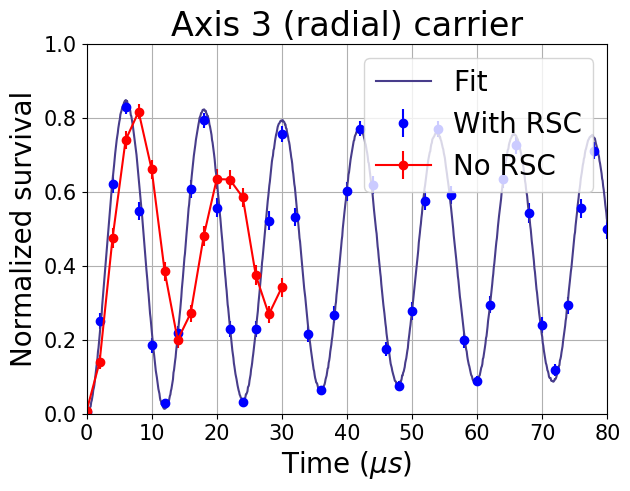 Axis 3 (radial) carrier
Normalized survival
1.0
0.8
0.6
0.4
0.2
0.0
Fit
With RSC
No RSC
0 10 20 30 40 50 60 70 80
Time (μs)